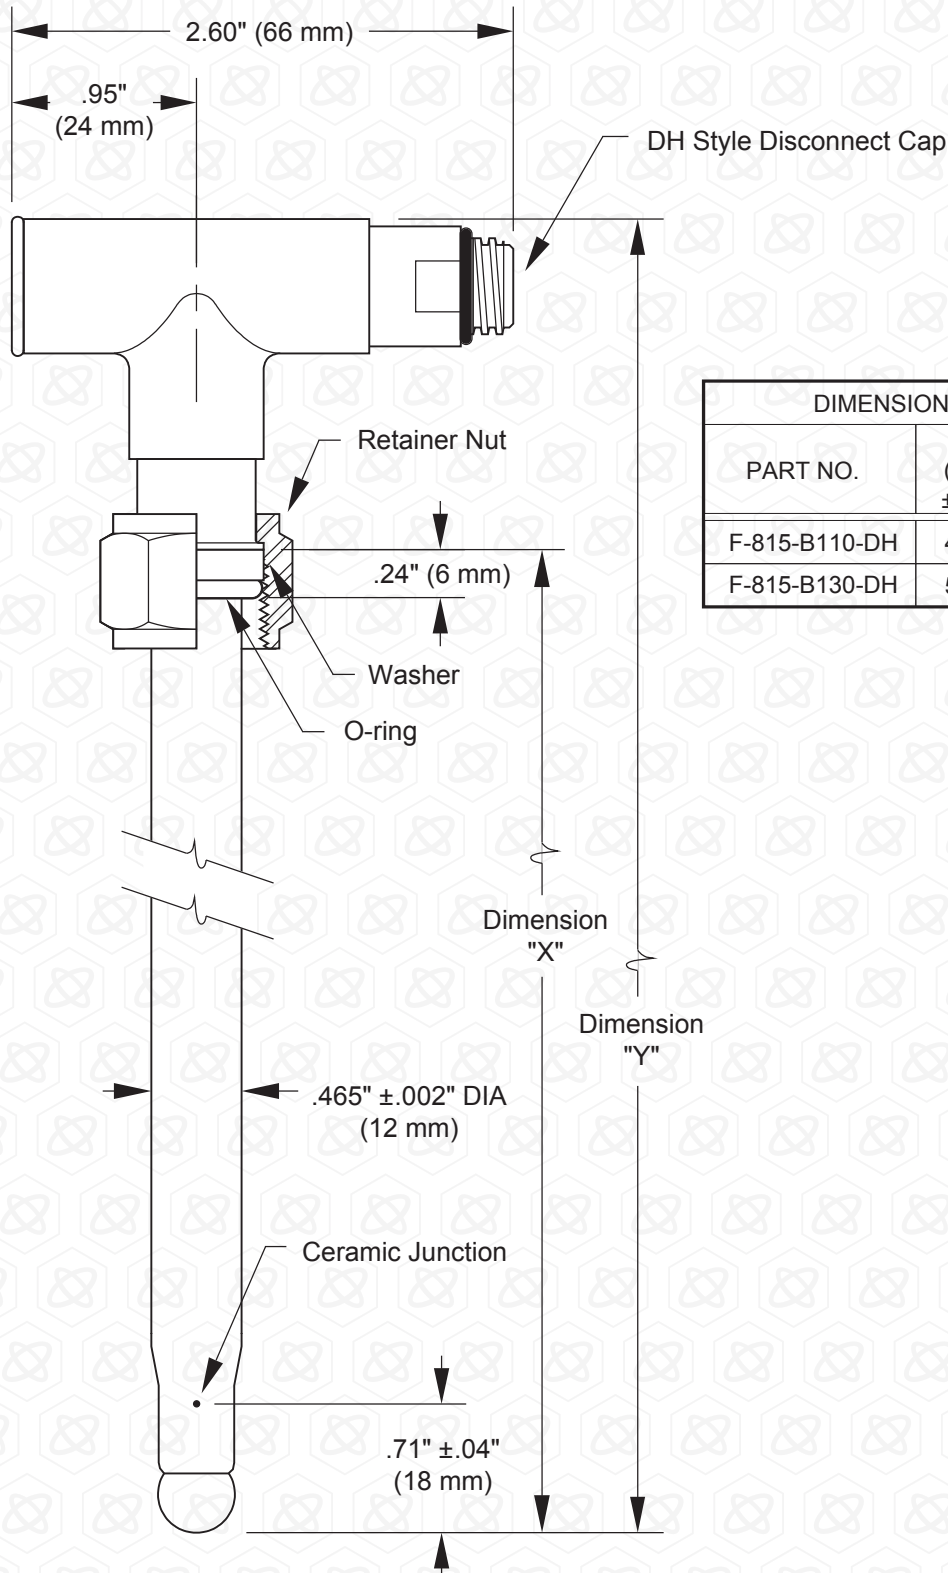 2.60" (66 mm)
.95"
(24 mm)
DH Style Disconnect Cap
Retainer Nut
.24" (6 mm)
Washer
O-ring
Dimension
"X"
Dimension
"Y"
.465" ±.002" DIA
(12 mm)
Ceramic Junction
.71" ±.04"
(18 mm)
DIMENSION
PART NO.
(
±
F-815-B110-DH 4
F-815-B130-DH 5